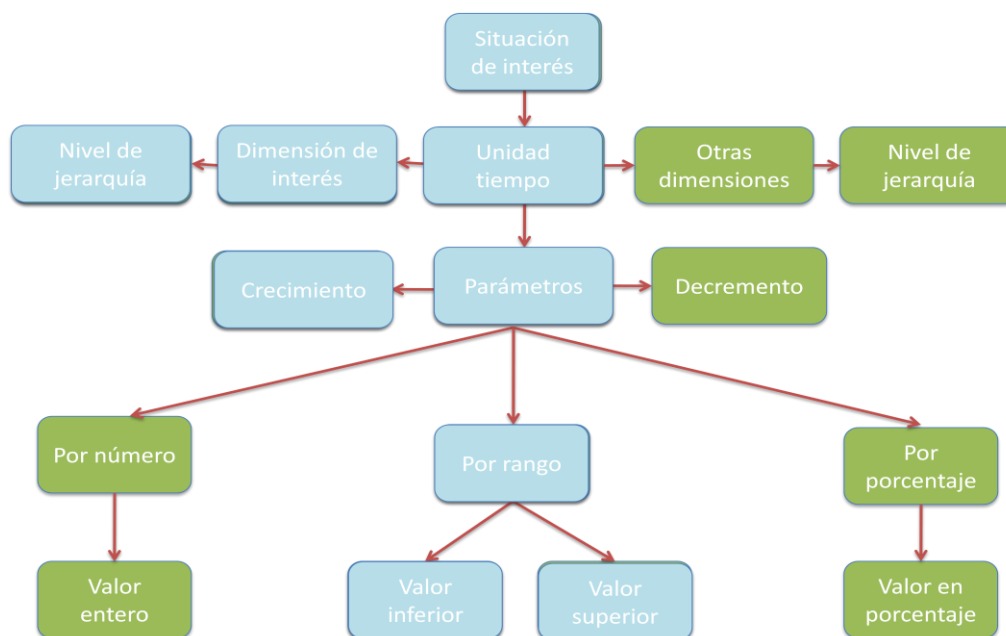 Situación
de interés
Nivel de
jerarquía
Dimensión de
interés
Unidad
tiempo
Otras
dimensiones
Nivel de
jerarquía
Crecimiento
Parámetros
Decremento
Por número
Por rango
Por
porcentaje
Valor
entero
Valor
inferior
Valor
superior
Valor en
porcentaje